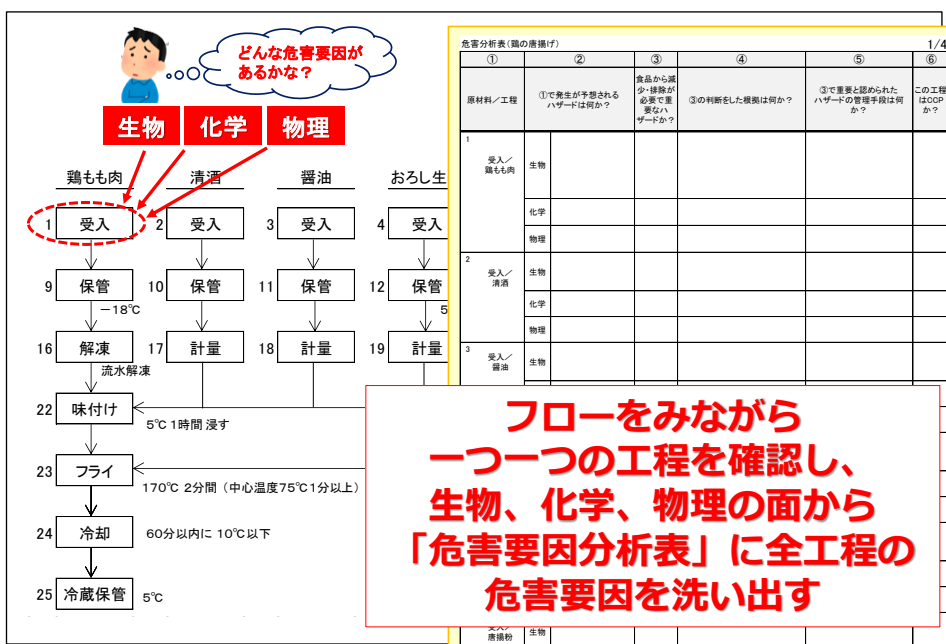 どんな危害要因が
あるかな？
生物 化学 物理
鶏もも肉 清酒 醤油 おろし生
1 受入 2 受入 3 受入 4 受入
9 保管 10 保管 11 保管 12 保管
－18℃ 5
16 解凍 17 計量 18 計量 19 計量
流水解凍
22 味付け
5℃ 1時間 浸す
23 フライ
170℃ 2分間（中心温度75℃1分以上）
24 冷却 60分以内に 10℃以下
25 冷蔵保管 5℃
危害分析表（鶏の唐揚げ） 1/4
① ② ③ ④ ⑤ ⑥
原材料／工程
①で発生が予想される
ハザードは何か？
食品から減
少・排除が
必要で重
要なハ
ザードか？
③の判断をした根拠は何か？
③で重要と認められた
ハザードの管理手段は何
か？
この工程
はCCP
か？
1
受入／
鶏もも肉
生物
化学
物理
2
受入／
清酒
生物
化学
物理
3
受入／
醤油
生物
フローをみながら
一つ一つの工程を確認し、
生物、化学、物理の面から
「危害要因分析表」に全工程の
危害要因を洗い出す
受入／
唐揚粉
生物